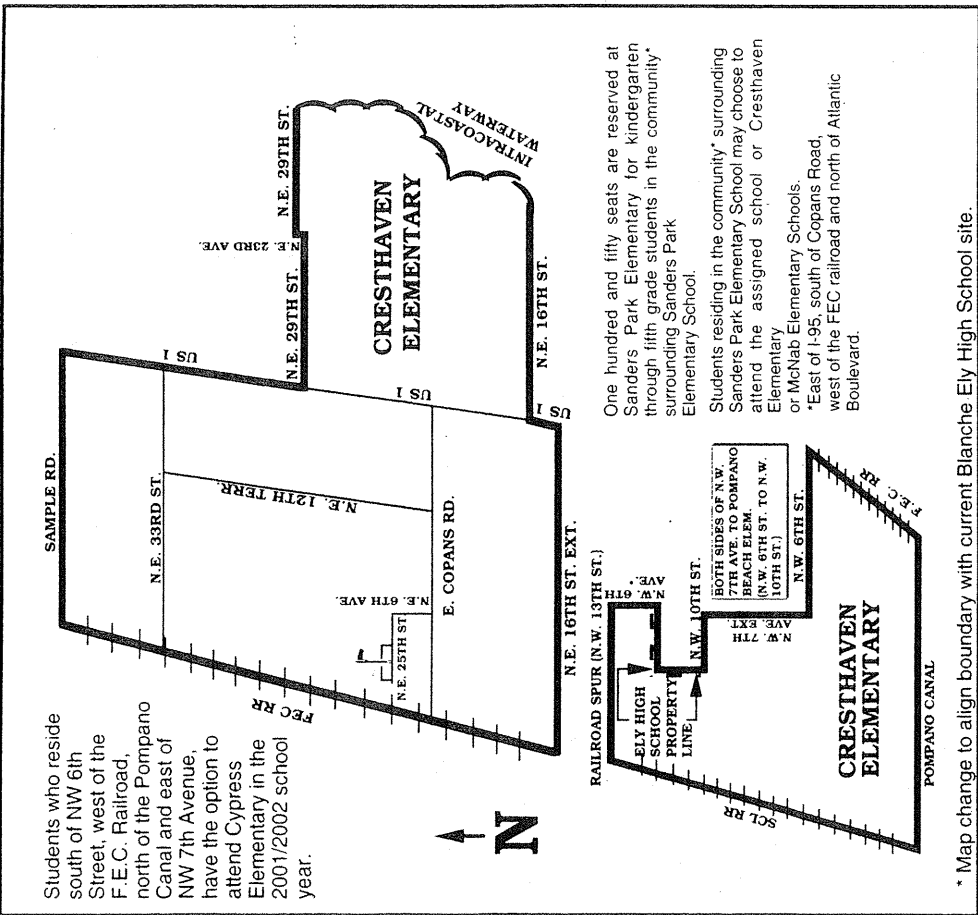 Students who reside
south of NW 6th
Street, west of the
F.E.C. Railroad,
north of the Pompano
Canal and east of
NW 7th Avenue,
have the option to
attend Cypress
Elementary in the
2001/2002 school
year.
SAMPLE RD.
US 1
N.E. 33RD ST.
N.E. 12TH TERR.
N.E. 29TH ST.
N.E. 23RD AVE.
N.E. 29TH ST.
INTRACOASTAL
WATERWAY
CRESTHAVEN
ELEMENTARY
US 1
N.E. 6TH AVE.
N.E. 25TH ST.
E. COPANS RD.
FEC RR
N.E. 16TH ST.
US 1
N.E. 16TH ST. EXT.
N
RAILROAD SPUR (N.W. 13TH ST.)
N.W. 6TH
AVE.*
ELY HIGH
SCHOOL
PROPERTY
LINE
N.W. 10TH ST.
BOTH SIDES OF N.W.
7TH AVE. TO POMPANO
BEACH ELEM.
(N.W. 6TH ST. TO N.W.
10TH ST.)
N.W. 7TH
AVE. EXT.
N.W. 6TH ST.
F.E.C. RR
SCL RR
CRESTHAVEN
ELEMENTARY
POMPANO CANAL
One hundred and fifty seats are reserved at
Sanders Park Elementary for kindergarten
through fifth grade students in the community*
surrounding Sanders Park
Elementary School.
Students residing in the community* surrounding
Sanders Park Elementary School may choose to
attend the assigned school or Cresthaven
Elementary
or McNab Elementary Schools.
*East of I-95, south of Copans Road,
west of the FEC railroad and north of Atlantic
Boulevard.
* Map change to align boundary with current Blanche Ely High School site.